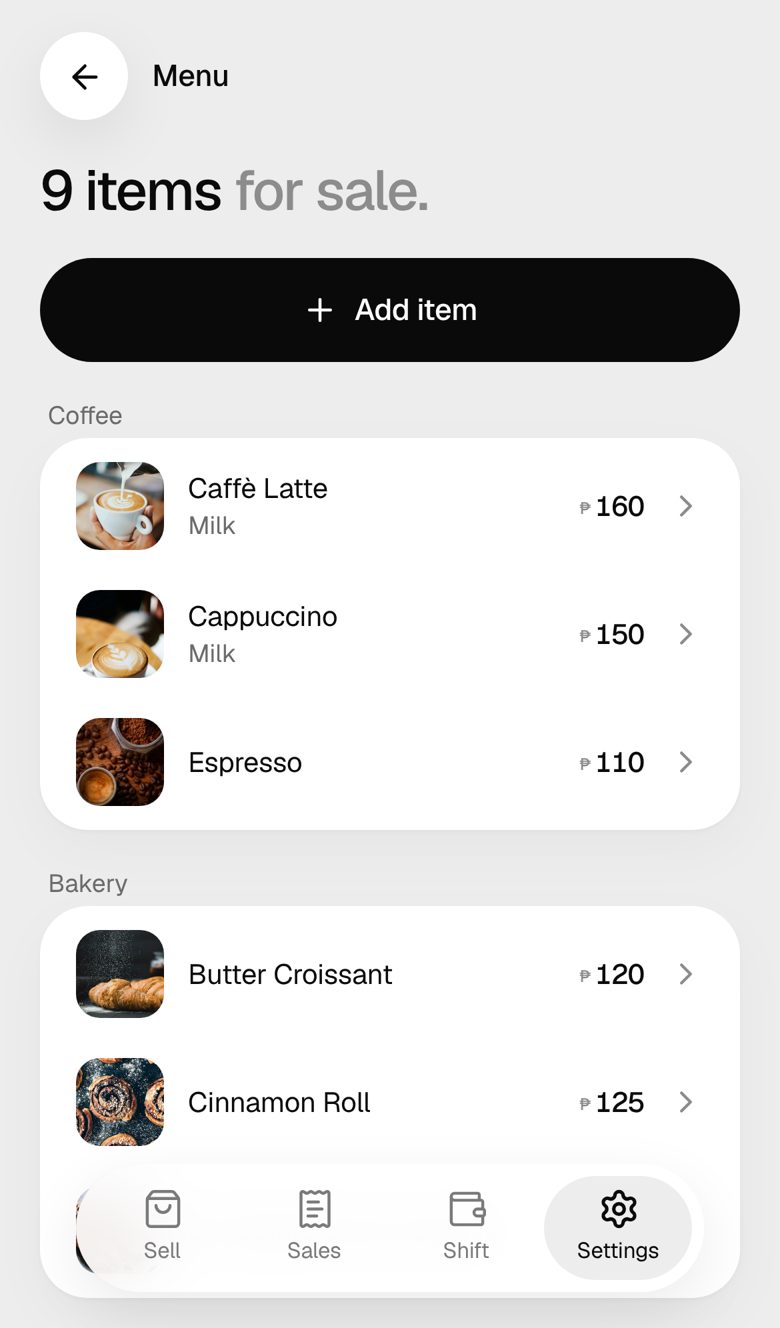 Menu
9 items for sale.
Add item
Coffee
Caffè Latte
Milk
₱160
Cappuccino
Milk
₱150
Espresso
₱110
Bakery
Butter Croissant
₱120
Cinnamon Roll
₱125
Sell
Sales
Shift
Settings